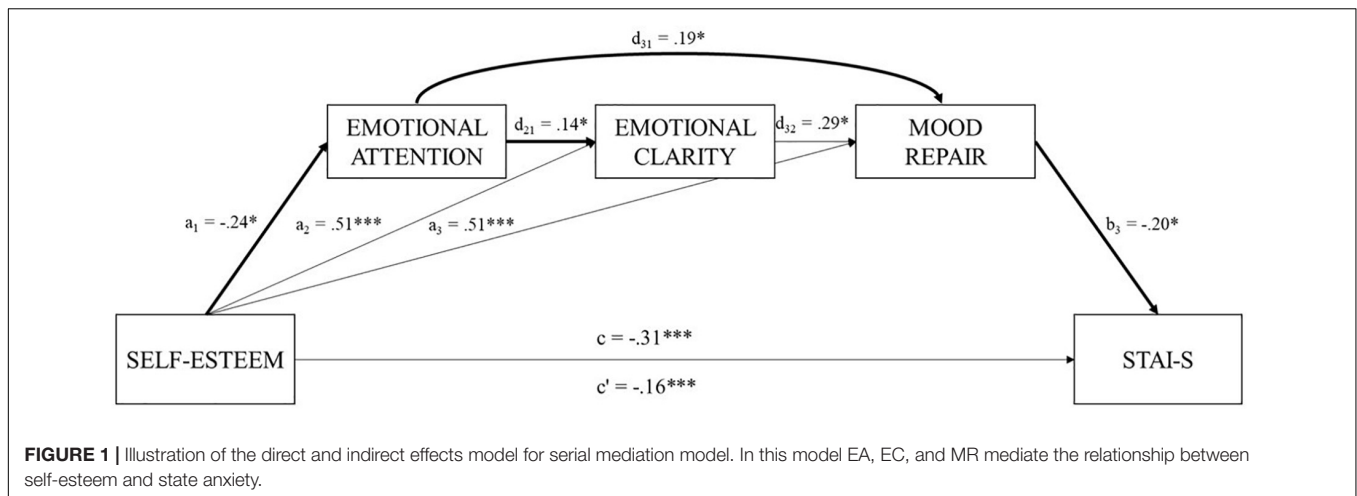 d₃₁ = .19*
EMOTIONAL
ATTENTION
d₂₁ = .14*
EMOTIONAL
CLARITY
d₃₂ = .29*
MOOD
REPAIR
a₁ = -.24*
a₂ = .51***
a₃ = .51***
b₃ = -.20*
SELF-ESTEEM
c = -.31***
c' = -.16***
STAI-S
FIGURE 1 | Illustration of the direct and indirect effects model for serial mediation model. In this model EA, EC, and MR mediate the relationship between
self-esteem and state anxiety.